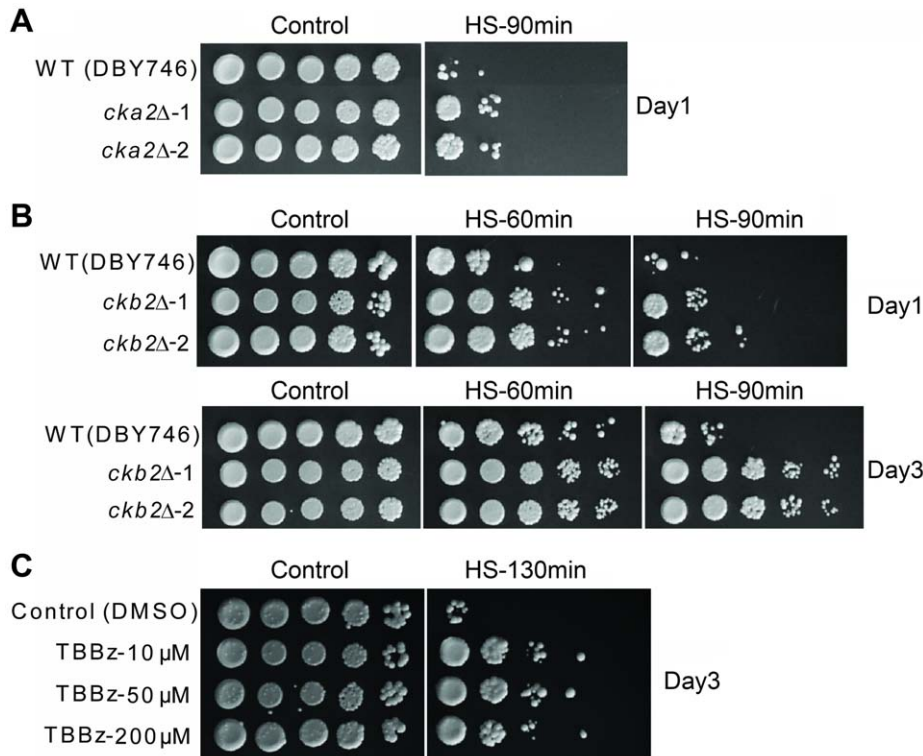 A
Control HS-90min
WT (DBY746)
cka2Δ-1
cka2Δ-2
Day1
B
Control HS-60min HS-90min
WT(DBY746)
ckb2Δ-1
ckb2Δ-2
Day1
Control HS-60min HS-90min
WT(DBY746)
ckb2Δ-1
ckb2Δ-2
Day3
C
Control HS-130min
Control (DMSO)
TBBz-10 µM
TBBz-50 µM
TBBz-200 µM
Day3